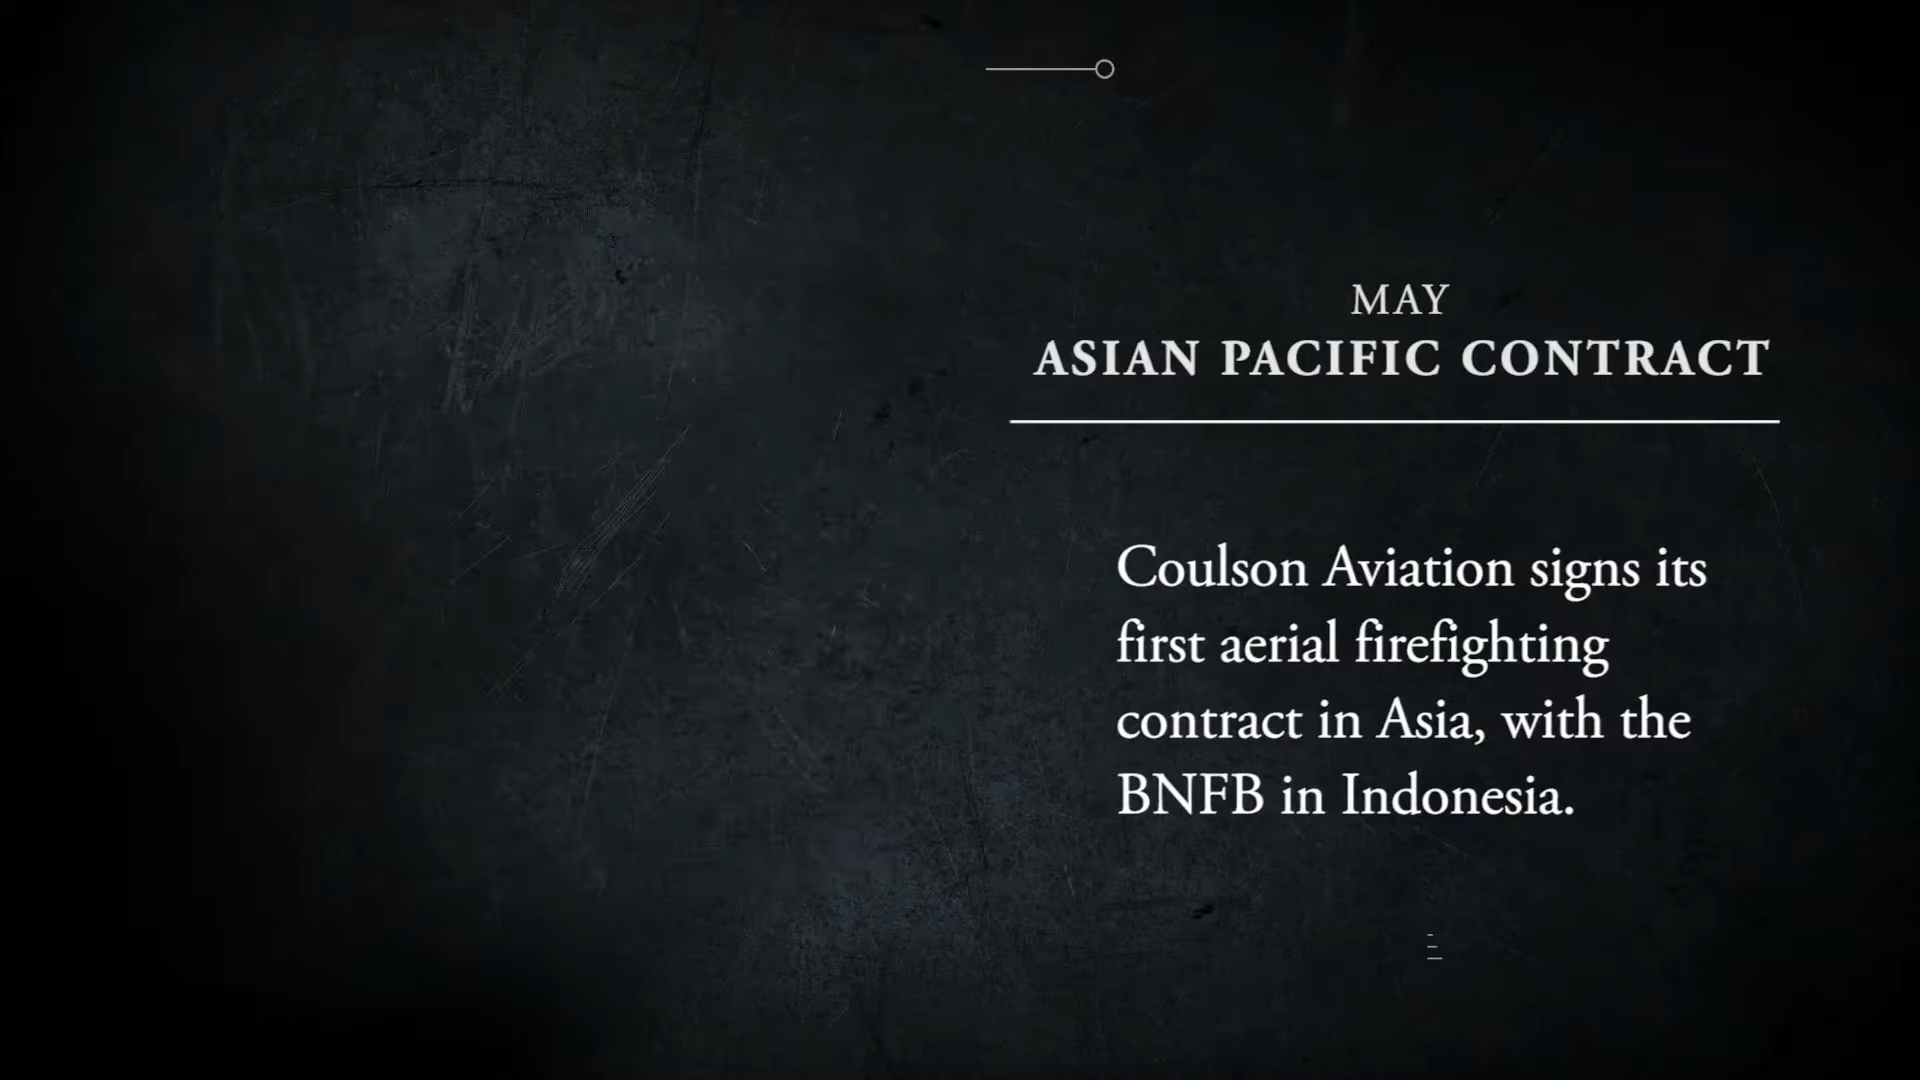 MAY
ASIAN PACIFIC CONTRACT
Coulson Aviation signs its
first aerial firefighting
contract in Asia, with the
BNFB in Indonesia.